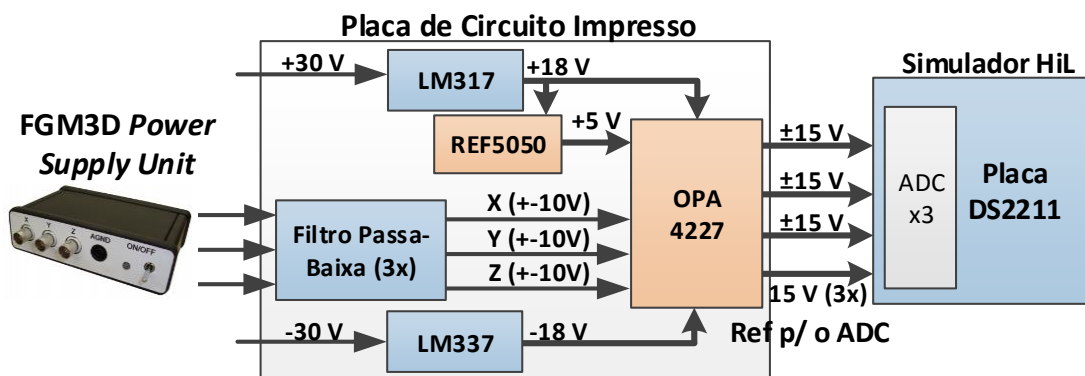 Placa de Circuito Impresso
+30 V
LM317
+18 V
Simulador HiL
FGM3D Power
Supply Unit
REF5050
+5 V
±15 V
±15 V
±15 V
15 V (3x)
Ref p/ o ADC
OPA
4227
ADC
x3
Placa
DS2211
X
Y
Z
AGND
ON/OFF
Filtro Passa-
Baixa (3x)
X (+-10V)
Y (+-10V)
Z (+-10V)
-30 V
LM337
-18 V